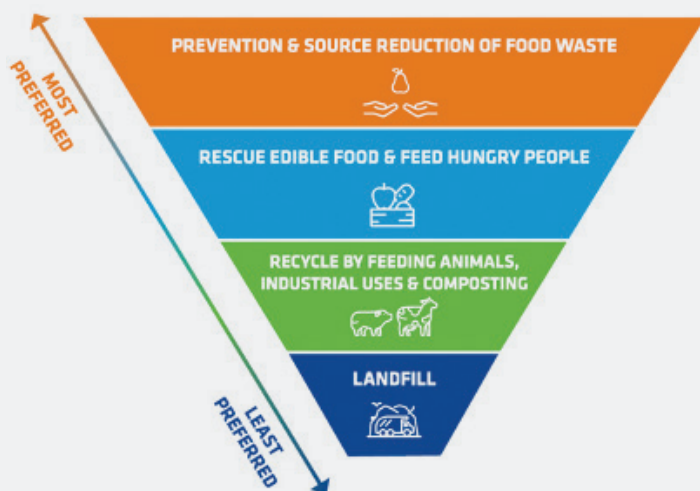 PREVENTION & SOURCE REDUCTION OF FOOD WASTE
MOST
PREFERRED
RESCUE EDIBLE FOOD & FEED HUNGRY PEOPLE
RECYCLE BY FEEDING ANIMALS,
INDUSTRIAL USES & COMPOSTING
LANDFILL
LEAST
PREFERRED